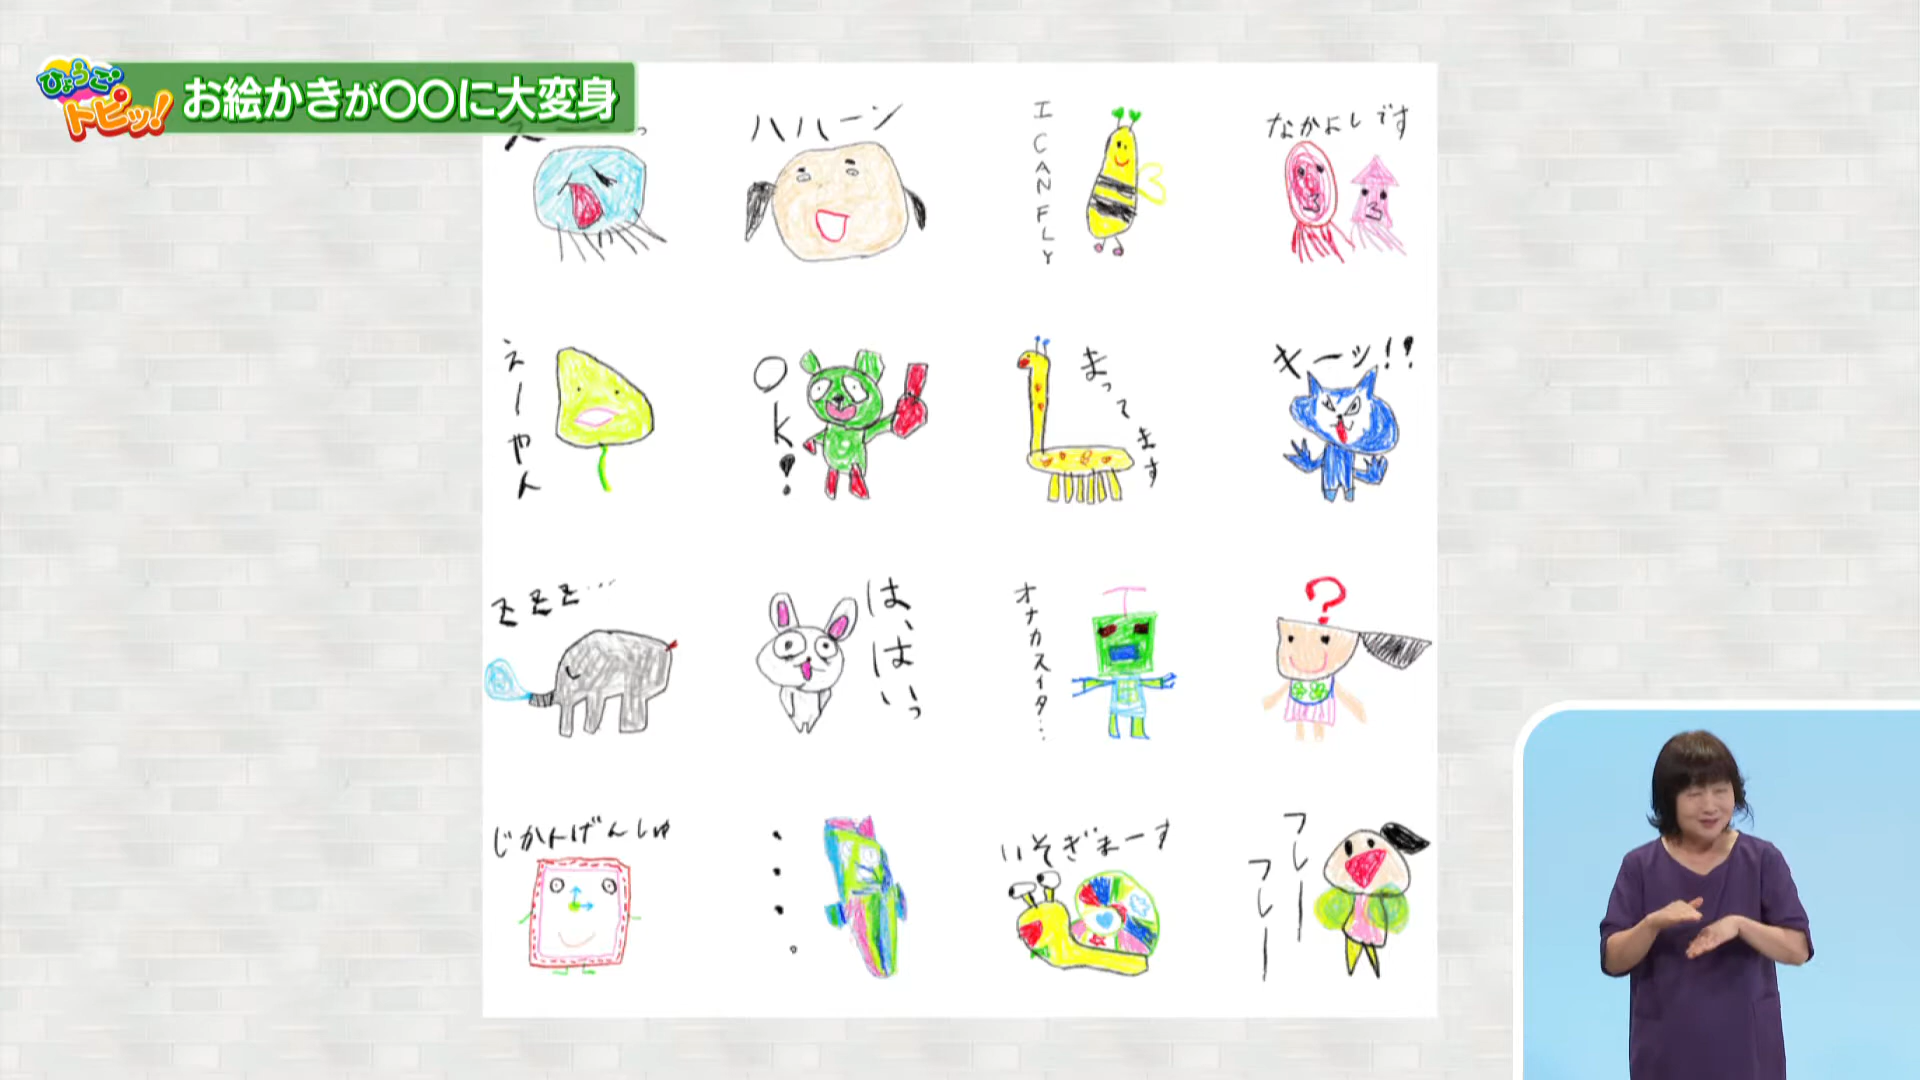 ひょうご
トピッ!
お絵かきが〇〇に大変身
ハハーン
I CAN FLY
なかよしです
えーやん
OK!
まってます
キーッ!!
ZZZ…
は、はいっ
オナカスイタ…
?
じかんげんしゅ
・・・・。
いそぎまーす
フレー
フレー